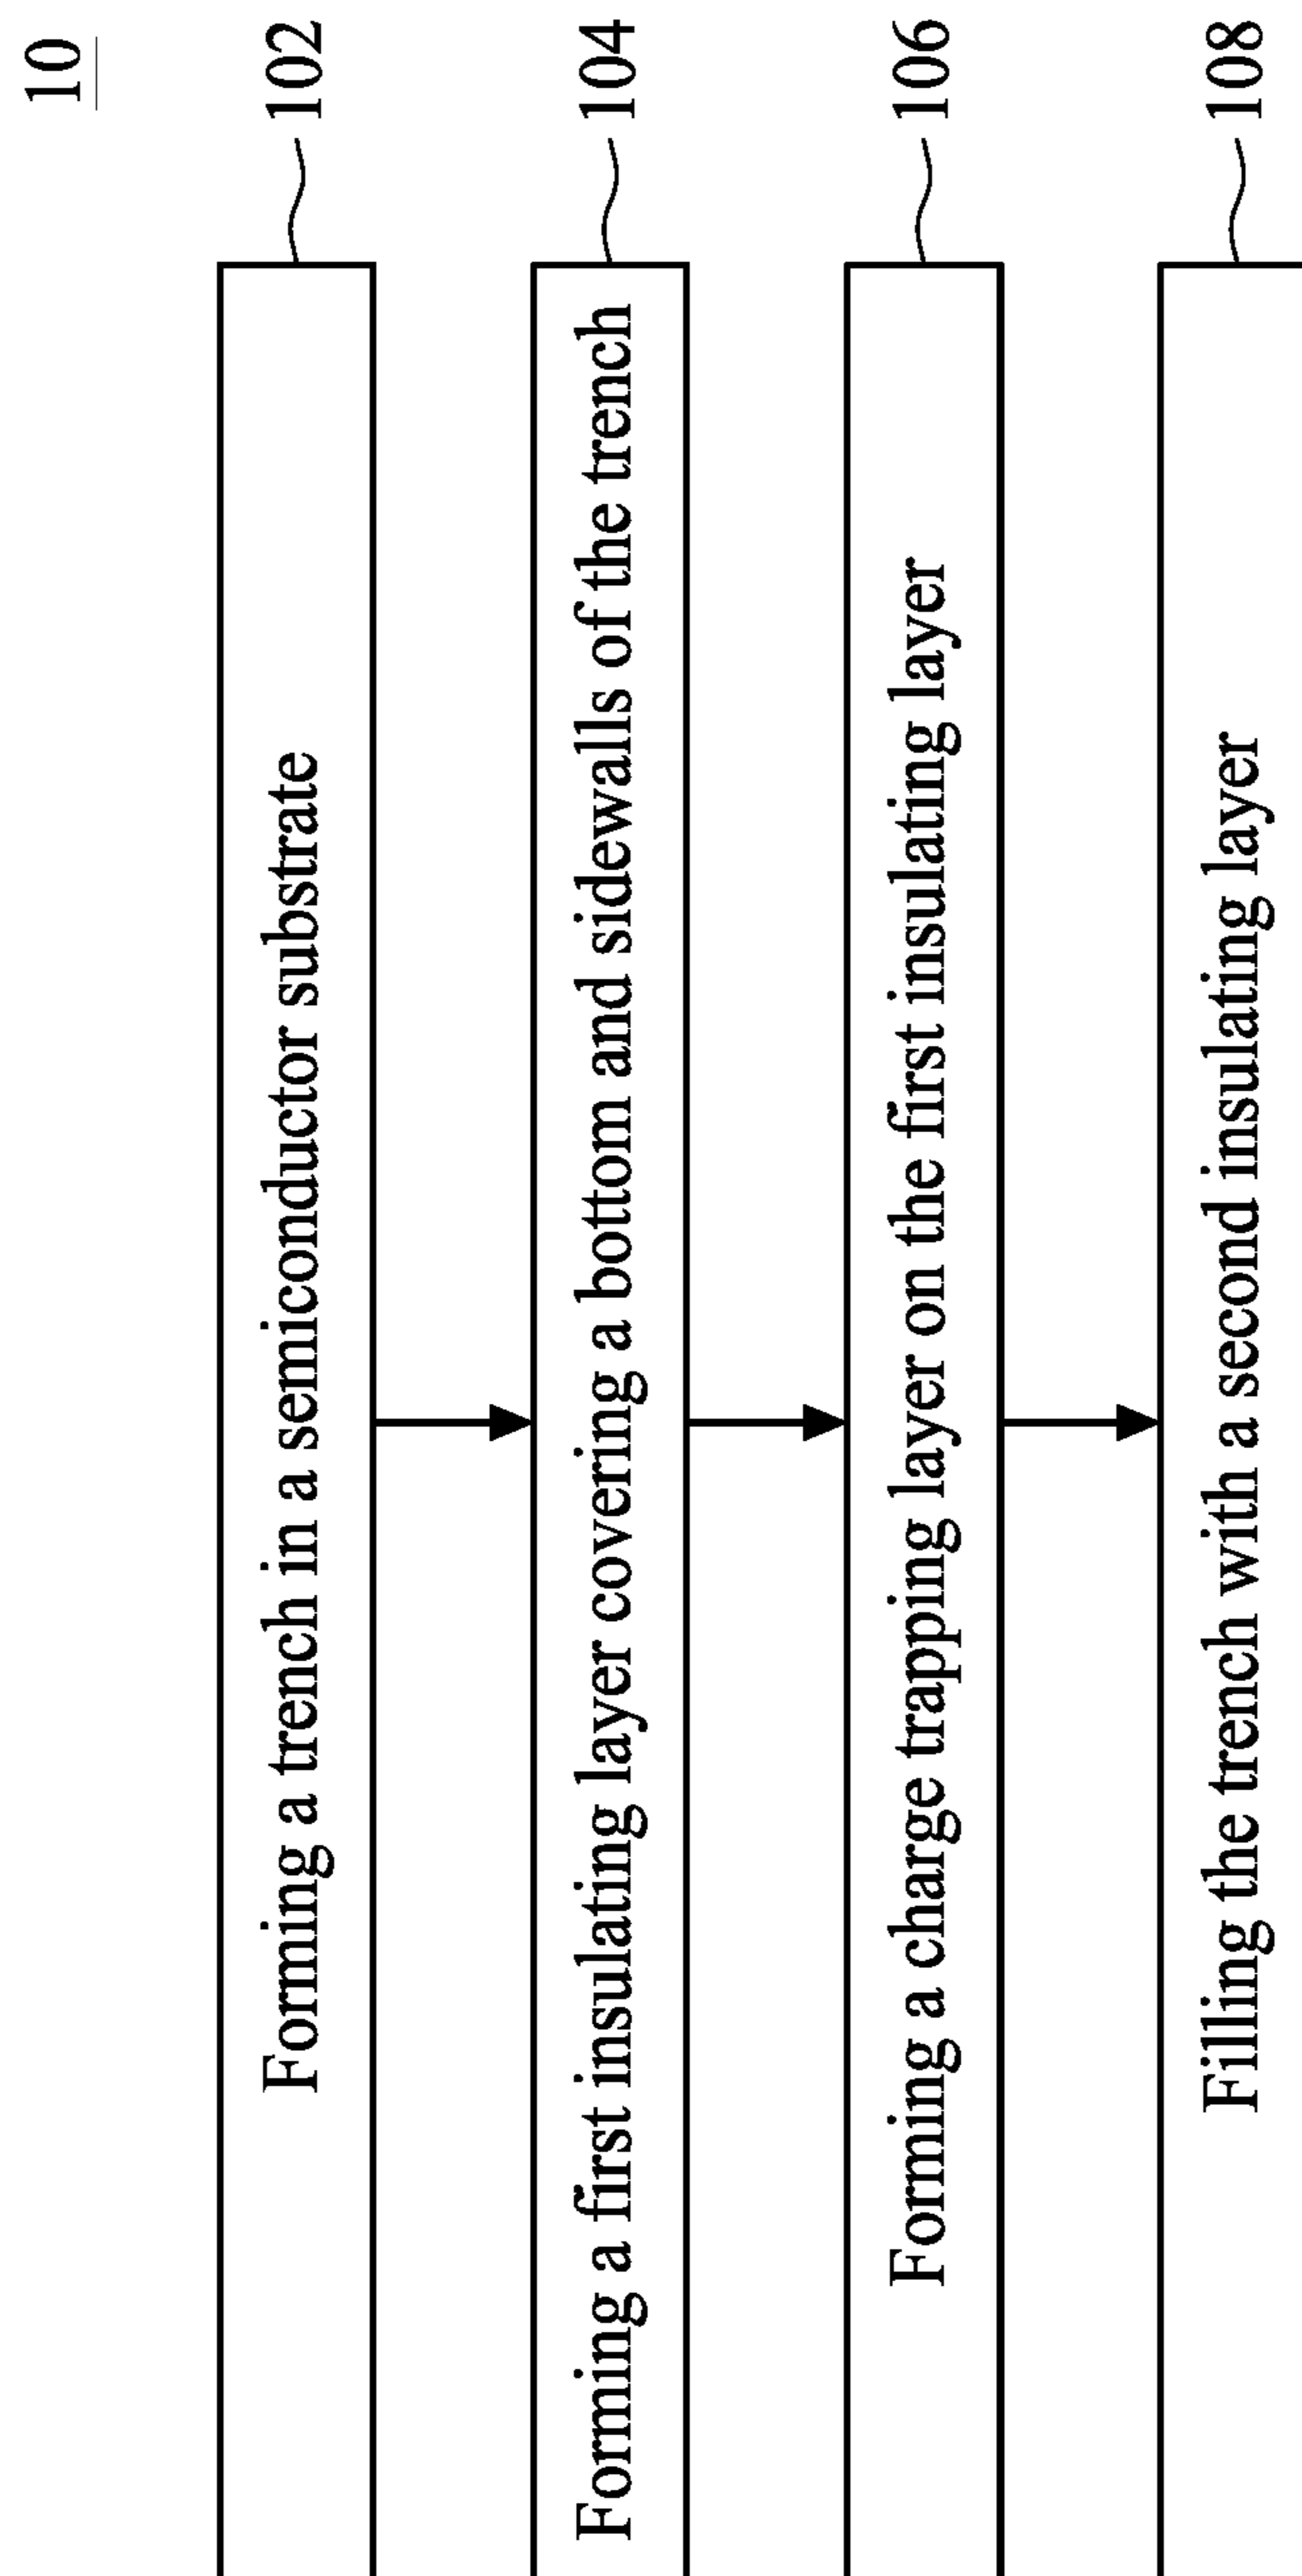 10
Forming a trench in a semiconductor substrate 102
Forming a first insulating layer covering a bottom and sidewalls of the trench 104
Forming a charge trapping layer on the first insulating layer 106
Filling the trench with a second insulating layer 108